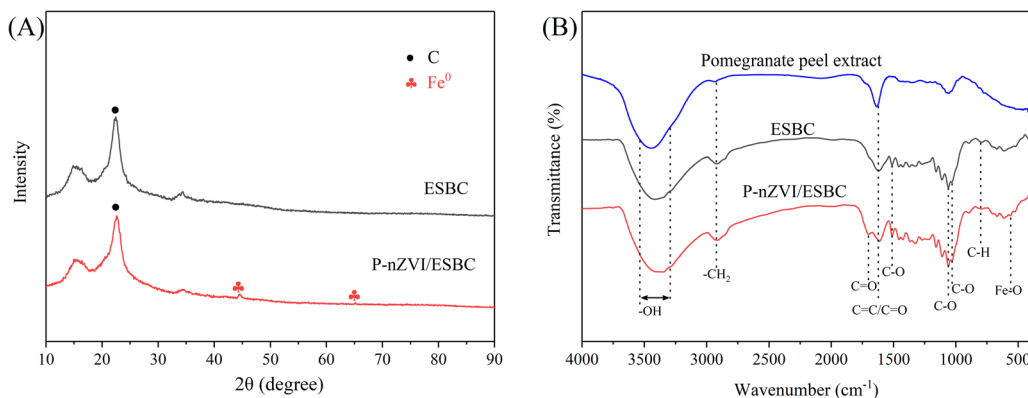 (A)
● C
♣ Fe⁰
ESBC
P-nZVI/ESBC
Intensity
10 20 30 40 50 60 70 80 90
2θ (degree)
(B)
Pomegranate peel extract
ESBC
P-nZVI/ESBC
-OH
-CH₂
C=O
C=C/C=O
C-O
C-O
C-O
C-H
Fe-O
Transmittance (%)
4000 3500 3000 2500 2000 1500 1000 500
Wavenumber (cm⁻¹)